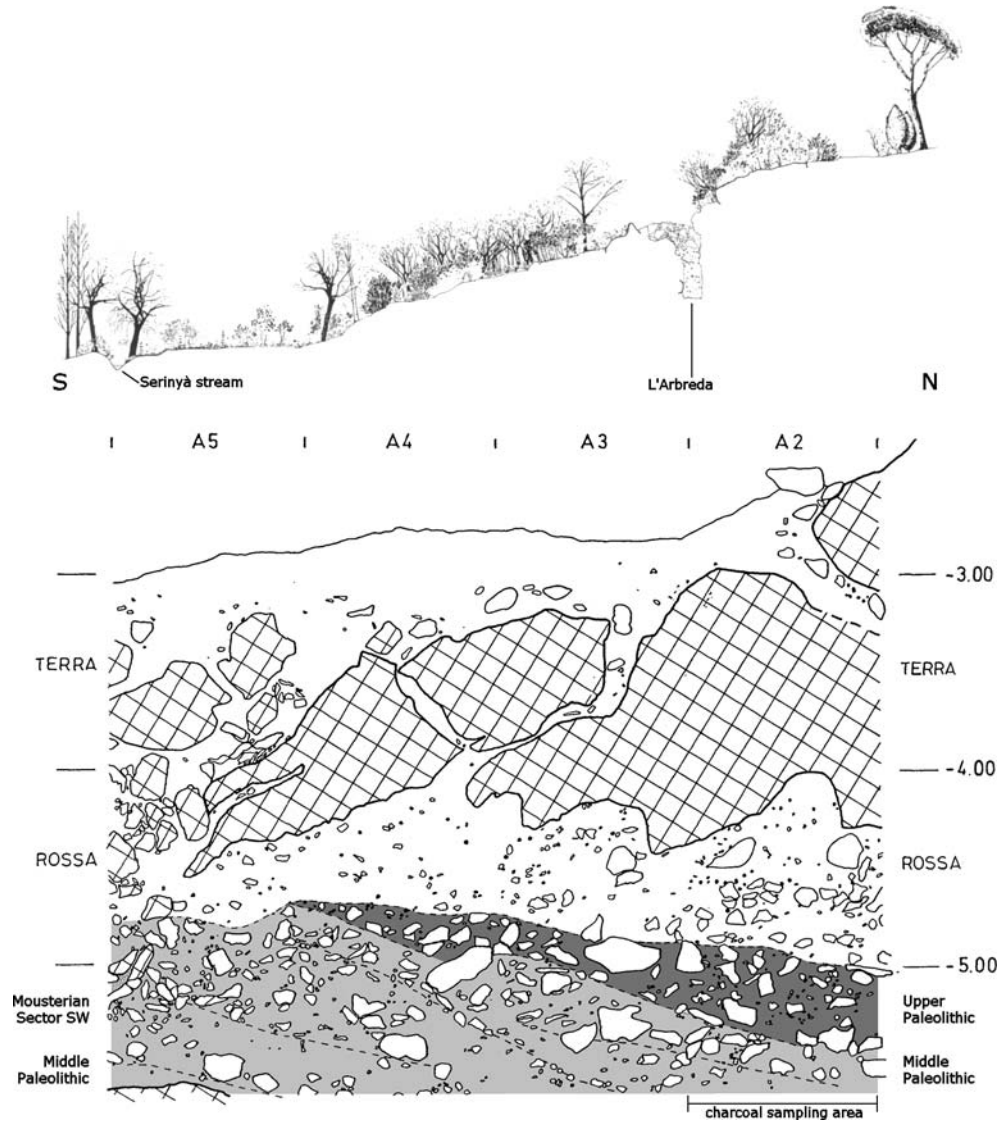 S
Serinyà stream
L'Arbreda
N
A5
A4
A3
A2
-3.00
TERRA
TERRA
-4.00
ROSSA
ROSSA
-5.00
Mousterian
Sector SW
Upper
Paleolithic
Middle
Paleolithic
Middle
Paleolithic
charcoal sampling area